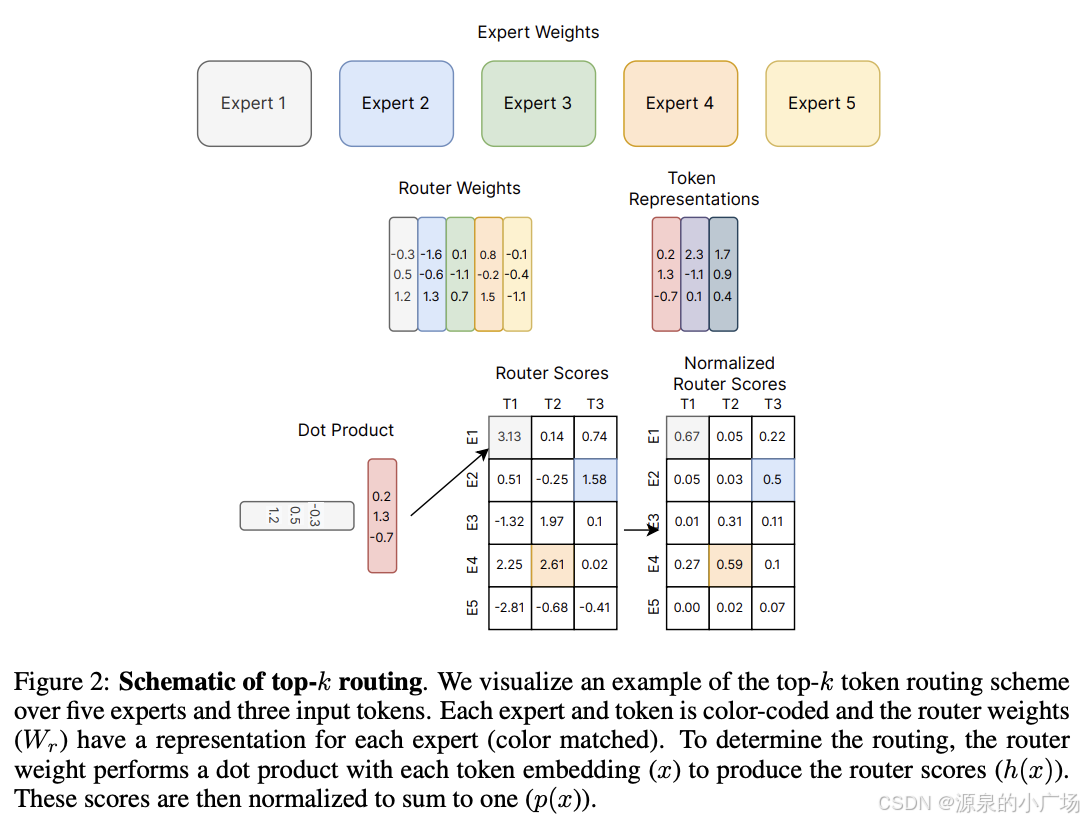 Expert Weights
Expert 1 Expert 2 Expert 3 Expert 4 Expert 5
Router Weights
Token
Representations
-0.3 -1.6 0.1 0.8 -0.1
0.5 -0.6 -1.1 -0.2 -0.4
1.2 1.3 0.7 1.5 -1.1
0.2 2.3 1.7
1.3 -1.1 0.9
-0.7 0.1 0.4
Dot Product
1.2 0.5 -0.3
0.2
1.3
-0.7
Router Scores
T1 T2 T3
E1 3.13 0.14 0.74
E2 0.51 -0.25 1.58
E3 -1.32 1.97 0.1
E4 2.25 2.61 0.02
E5 -2.81 -0.68 -0.41
Normalized
Router Scores
T1 T2 T3
E1 0.67 0.05 0.22
E2 0.05 0.03 0.5
E3 0.01 0.31 0.11
E4 0.27 0.59 0.1
E5 0.00 0.02 0.07
Figure 2: Schematic of top-k routing. We visualize an example of the top-k token routing scheme
over five experts and three input tokens. Each expert and token is color-coded and the router weights
(Wr) have a representation for each expert (color matched). To determine the routing, the router
weight performs a dot product with each token embedding (x) to produce the router scores (h(x)).
These scores are then normalized to sum to one (p(x)).
CSDN @源泉的小广场